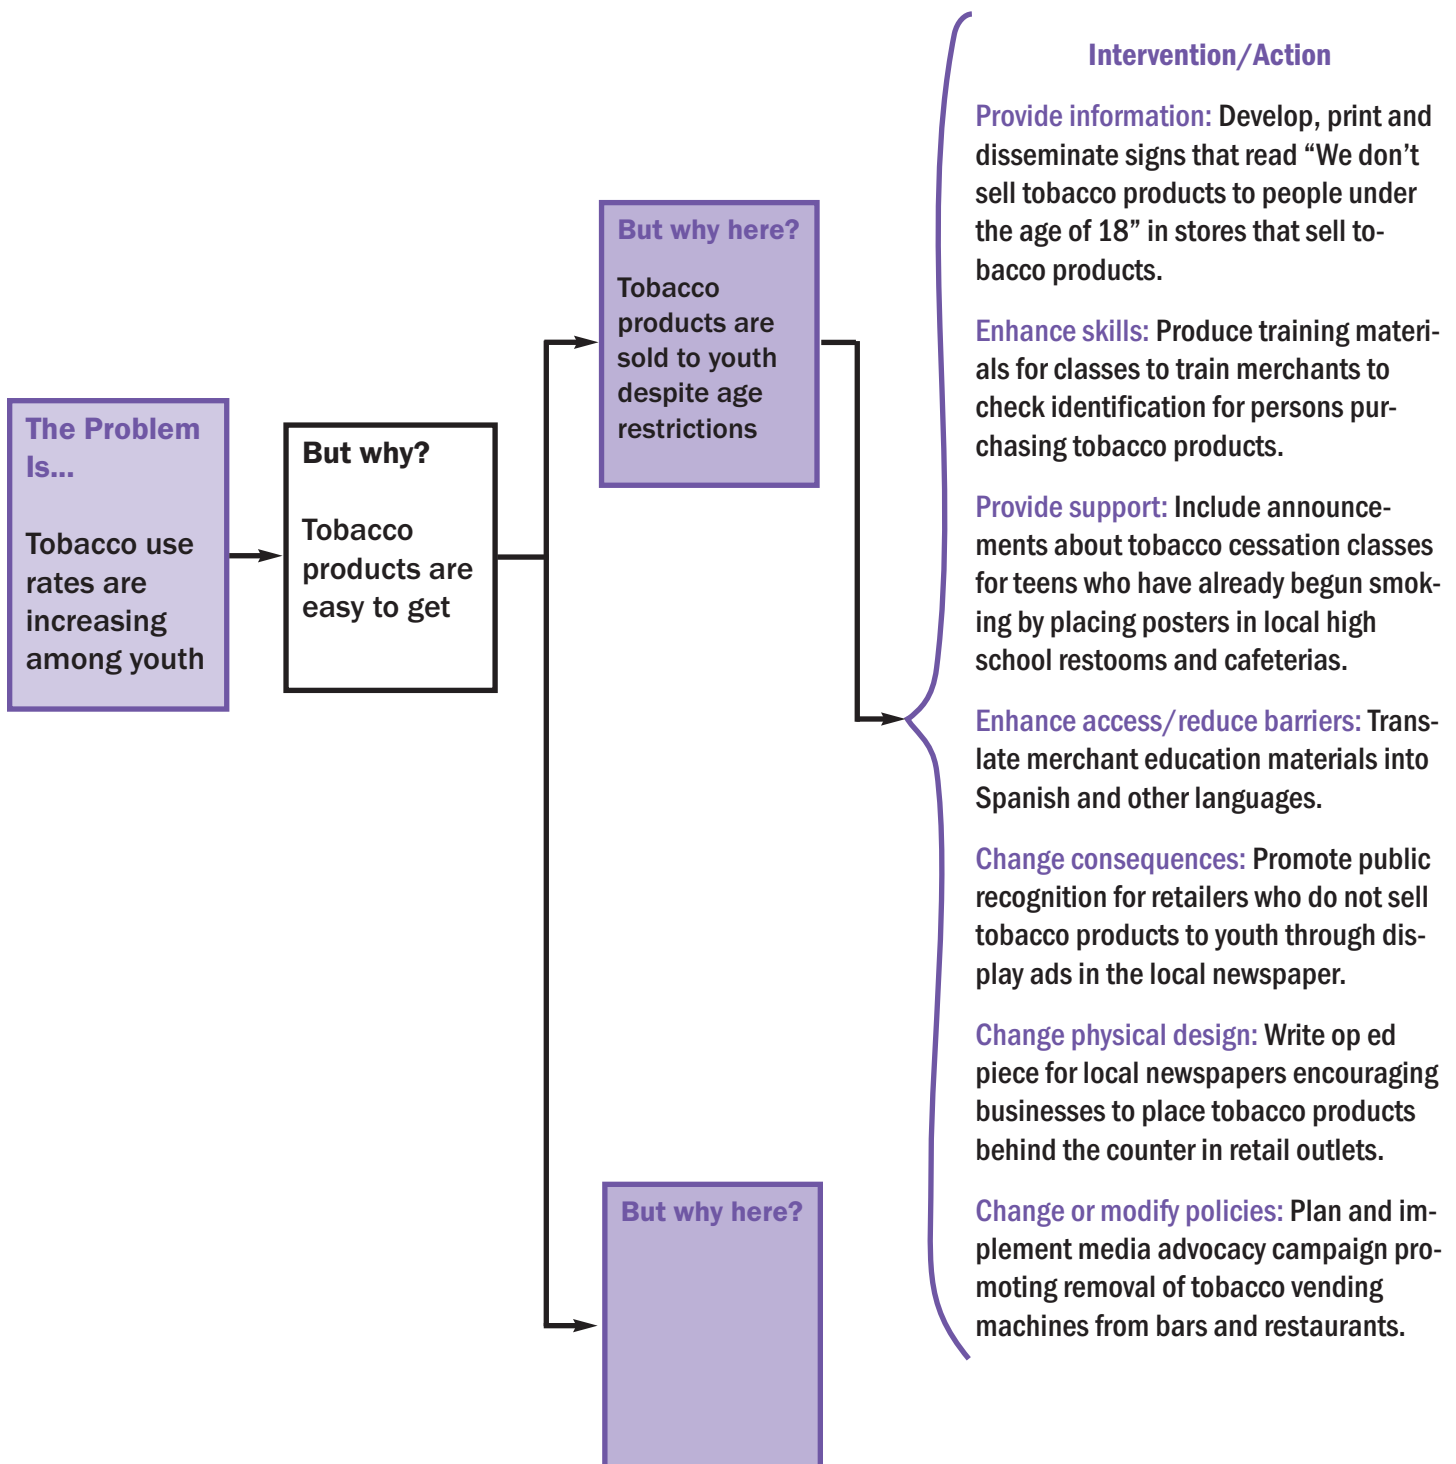 The Problem
Is...
Tobacco use
rates are
increasing
among youth
But why?
Tobacco
products are
easy to get
But why here?
Tobacco
products are
sold to youth
despite age
restrictions
But why here?
Intervention/Action
Provide information: Develop, print and
disseminate signs that read “We don’t
sell tobacco products to people under
the age of 18” in stores that sell to-
bacco products.
Enhance skills: Produce training materi-
als for classes to train merchants to
check identification for persons pur-
chasing tobacco products.
Provide support: Include announce-
ments about tobacco cessation classes
for teens who have already begun smok-
ing by placing posters in local high
school restooms and cafeterias.
Enhance access/reduce barriers: Trans-
late merchant education materials into
Spanish and other languages.
Change consequences: Promote public
recognition for retailers who do not sell
tobacco products to youth through dis-
play ads in the local newspaper.
Change physical design: Write op ed
piece for local newspapers encouraging
businesses to place tobacco products
behind the counter in retail outlets.
Change or modify policies: Plan and im-
plement media advocacy campaign pro-
moting removal of tobacco vending
machines from bars and restaurants.